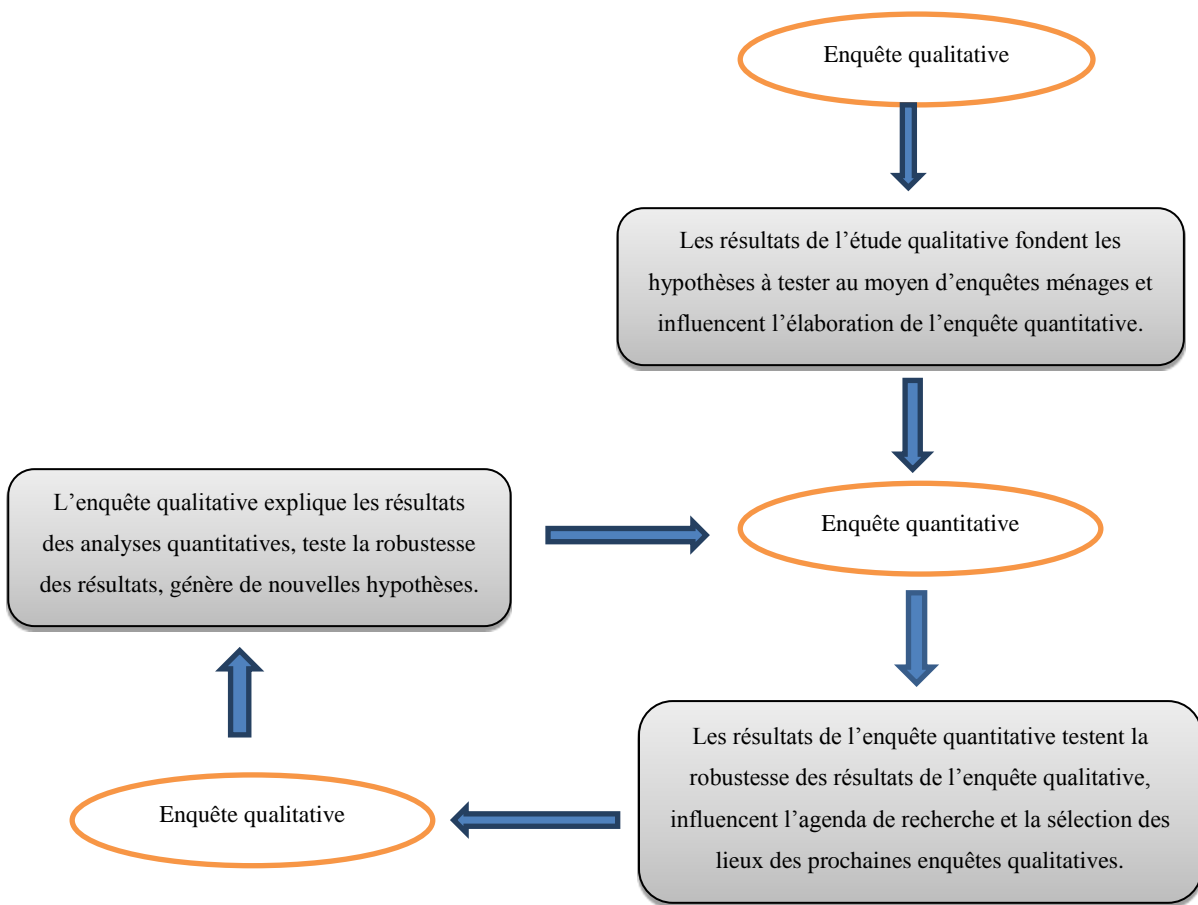 Enquête qualitative
Les résultats de l’étude qualitative fondent les
hypothèses à tester au moyen d’enquêtes ménages et
influencent l’élaboration de l’enquête quantitative.
Enquête quantitative
Les résultats de l’enquête quantitative testent la
robustesse des résultats de l’enquête qualitative,
influencent l’agenda de recherche et la sélection des
lieux des prochaines enquêtes qualitatives.
Enquête qualitative
L’enquête qualitative explique les résultats
des analyses quantitatives, teste la robustesse
des résultats, génère de nouvelles hypothèses.